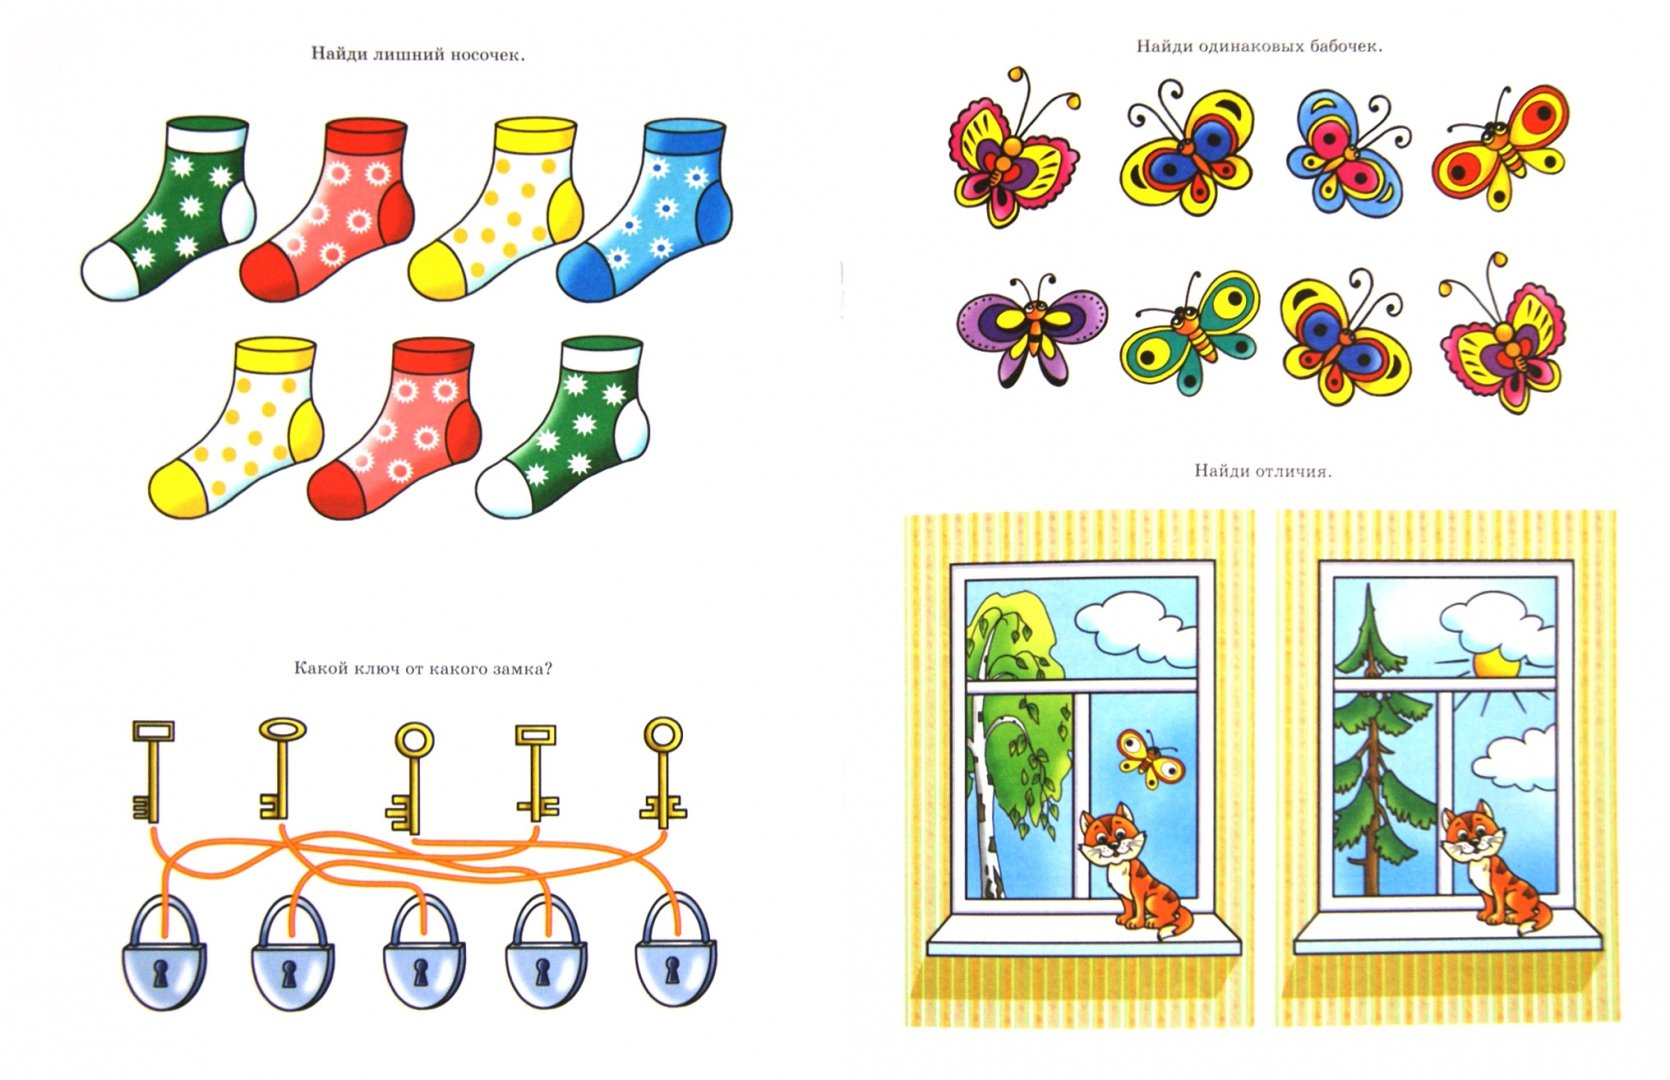 Найди лишний носочек.
Какой ключ от какого замка?
Найди одинаковых бабочек.
Найди отличия.